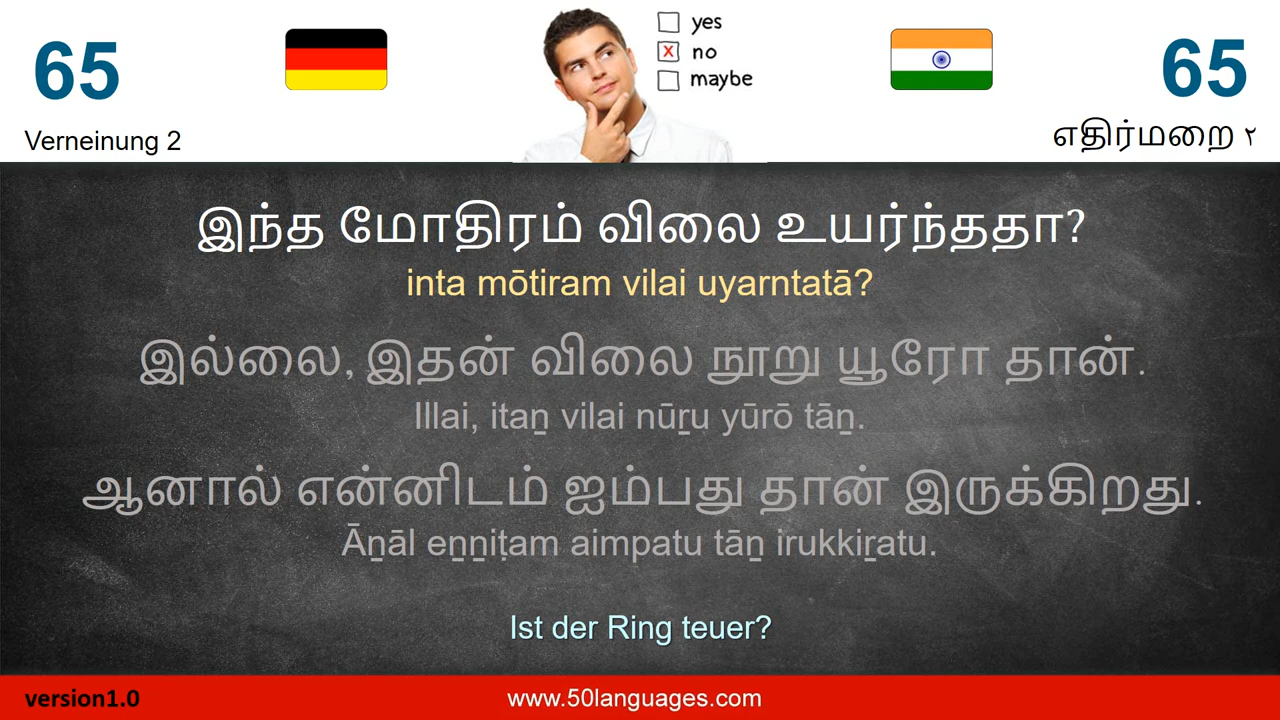 65
yes
no
maybe
65
Verneinung 2
எதிர்மறை ٢
இந்த மோதிரம் விலை உயர்ந்ததா?
inta mōtiram vilai uyarntatā?
இல்லை, இதன் விலை நூறு யூரோ தான்.
Illai, itaṉ vilai nūṟu yūrō tāṉ.
ஆனால் என்னிடம் ஐம்பது தான் இருக்கிறது.
Āṉāl eṉṉiṭam aimpatu tāṉ irukkiṟatu.
Ist der Ring teuer?
version1.0
www.50languages.com